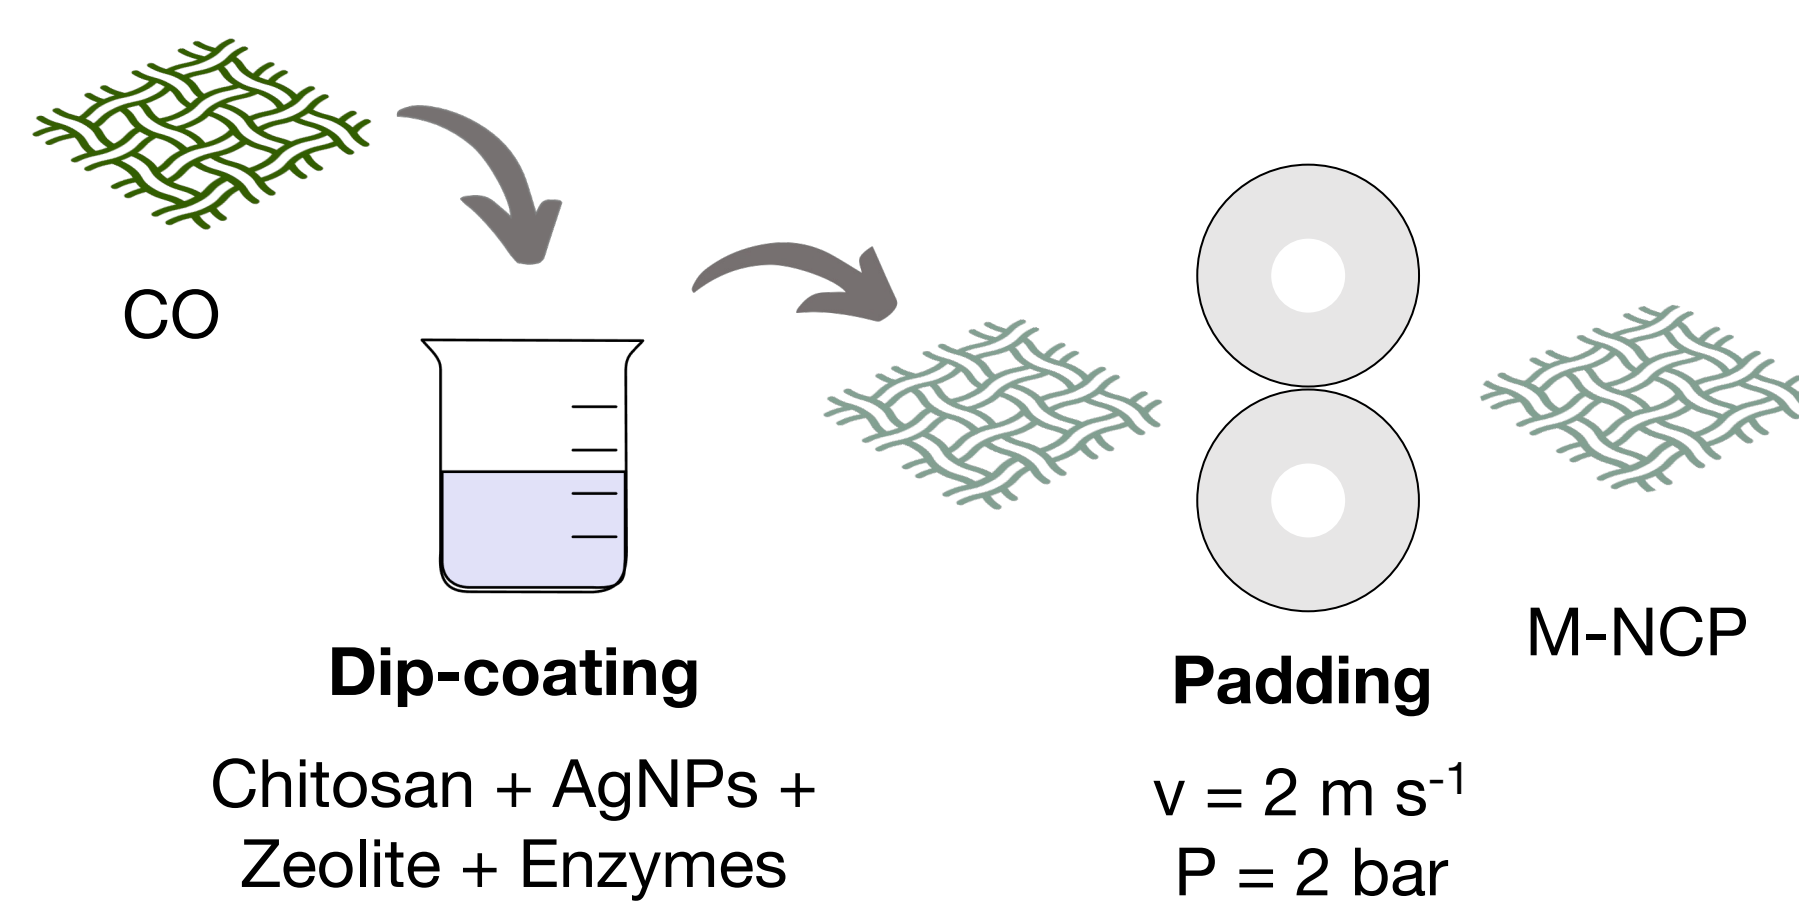 CO
Dip-coating
Chitosan + AgNPs +
Zeolite + Enzymes
Padding
v = 2 m s⁻¹
P = 2 bar
M-NCP